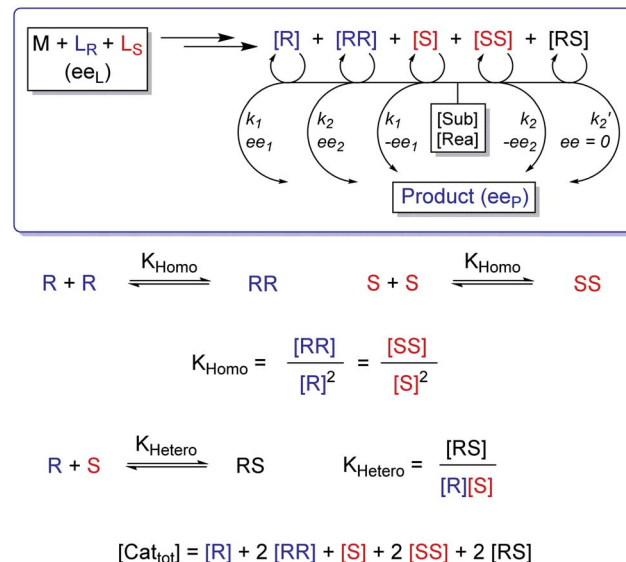 M + L_R + L_S
(ee_L)
[R] + [RR] + [S] + [SS] + [RS]
k_1 k_2 k_1 [Sub] k_2 k_2'
ee_1 ee_2 -ee_1 [Rea] -ee_2 ee = 0
Product (ee_P)
R + R K_Homo RR S + S K_Homo SS
K_Homo = [RR] / [R]^2 = [SS] / [S]^2
R + S K_Hetero RS K_Hetero = [RS] / [R][S]
[Cat_tot] = [R] + 2 [RR] + [S] + 2 [SS] + 2 [RS]